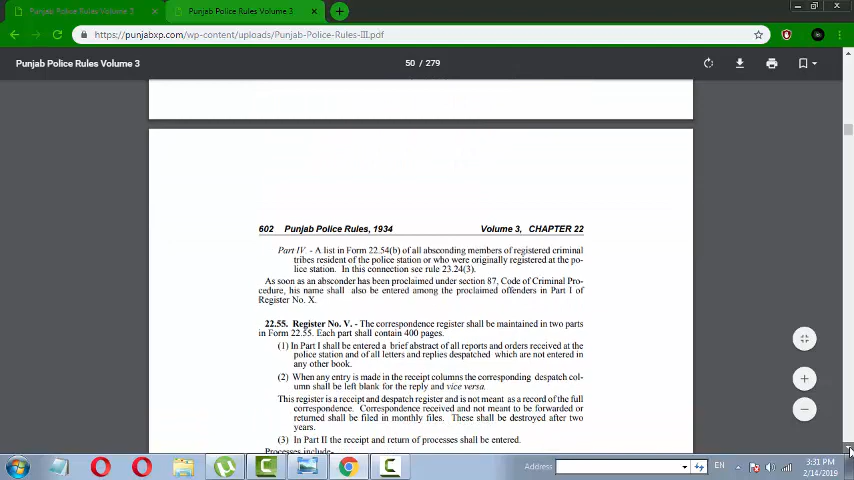 Punjab Police Rules Volume 3
Punjab Police Rules Volume 3
https://punjabxp.com/wp-content/uploads/Punjab-Police-Rules-III.pdf
Punjab Police Rules Volume 3
50 / 279
602 Punjab Police Rules, 1934 Volume 3, CHAPTER 22
Part IV - A list in Form 22.54(b) of all absconding members of registered criminal
tribes resident of the police station or who were originally registered at the po-
lice station. In this connection see rule 23.24(3).
As soon as an absconder has been proclaimed under section 87, Code of Criminal Pro-
cedure, his name shall also be entered among the proclaimed offenders in Part I of
Register No. X.
22.55. Register No. V. - The correspondence register shall be maintained in two parts
in Form 22.55. Each part shall contain 400 pages.
(1) In Part I shall be entered a brief abstract of all reports and orders received at the
police station and of all letters and replies despatched which are not entered in
any other book.
(2) When any entry is made in the receipt columns the corresponding despatch col-
umn shall be left blank for the reply and vice versa.
This register is a receipt and despatch register and is not meant as a record of the full
correspondence. Correspondence received and not meant to be forwarded or
returned shall be filed in monthly files. These shall be destroyed after two
years.
(3) In Part II the receipt and return of processes shall be entered.
Processes include-
Address
EN
3:31 PM
2/14/2019